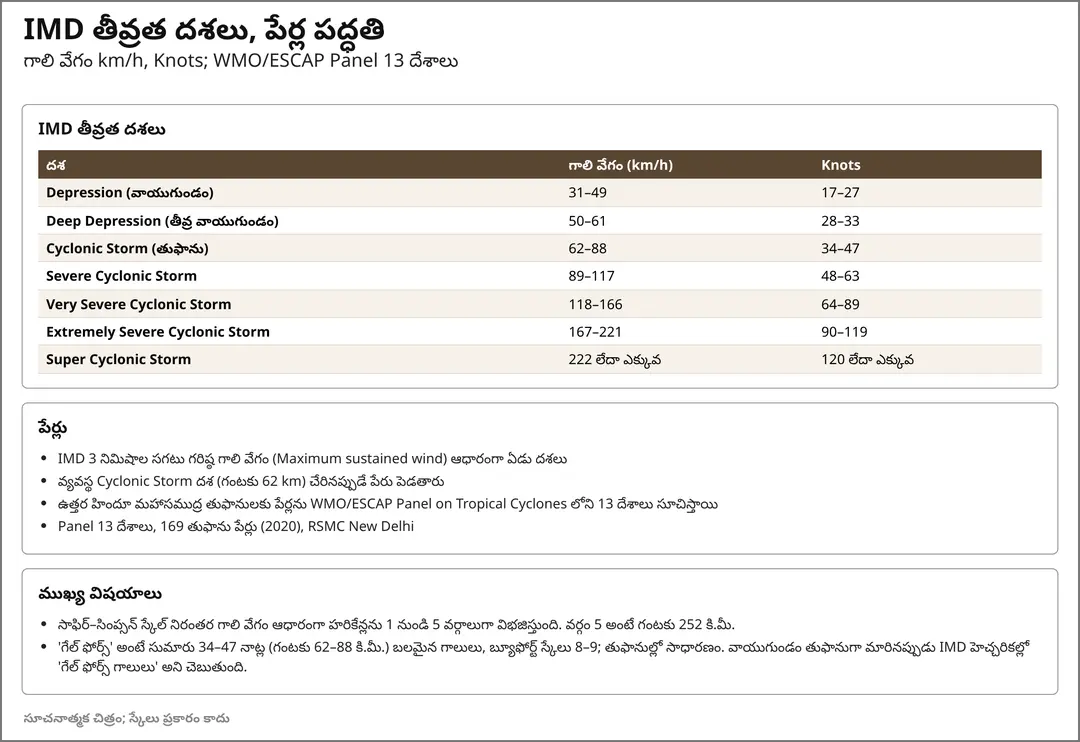 IMD తీవ్రత దశలు, పేర్ల పద్ధతి
గాలి వేగం km/h, Knots; WMO/ESCAP Panel 13 దేశాలు
IMD తీవ్రత దశలు
దశ గాలి వేగం (km/h) Knots
Depression (వాయుగుండం) 31–49 17–27
Deep Depression (తీవ్ర వాయుగుండం) 50–61 28–33
Cyclonic Storm (తుఫాను) 62–88 34–47
Severe Cyclonic Storm 89–117 48–63
Very Severe Cyclonic Storm 118–166 64–89
Extremely Severe Cyclonic Storm 167–221 90–119
Super Cyclonic Storm 222 లేదా ఎక్కువ 120 లేదా ఎక్కువ
పేర్లు
• IMD 3 నిమిషాల సగటు గరిష్ఠ గాలి వేగం (Maximum sustained wind) ఆధారంగా ఏడు దశలు
• వ్యవస్థ Cyclonic Storm దశ (గంటకు 62 km) చేరినప్పుడే పేరు పెడతారు
• ఉత్తర హిందూ మహాసముద్ర తుఫానులకు పేర్లను WMO/ESCAP Panel on Tropical Cyclones లోని 13 దేశాలు సూచిస్తాయి
• Panel 13 దేశాలు, 169 తుఫాను పేర్లు (2020), RSMC New Delhi
ముఖ్య విషయాలు
• సాఫిర్–సింప్సన్ స్కేల్ నిరంతర గాలి వేగం ఆధారంగా హరికేన్లను 1 నుండి 5 వర్గాలుగా విభజిస్తుంది. వర్గం 5 అంటే గంటకు 252 కి.మీ.
• 'గేల్ ఫోర్స్' అంటే సుమారు 34–47 నాట్ల (గంటకు 62–88 కి.మీ.) బలమైన గాలులు, బ్యూఫోర్ట్ స్కేలు 8–9; తుఫానుల్లో సాధారణం. వాయుగుండం తుఫానుగా మారినప్పుడు IMD హెచ్చరికల్లో
'గేల్ ఫోర్స్ గాలులు' అని చెబుతుంది.
సూచనాత్మక చిత్రం; స్కేలు ప్రకారం కాదు